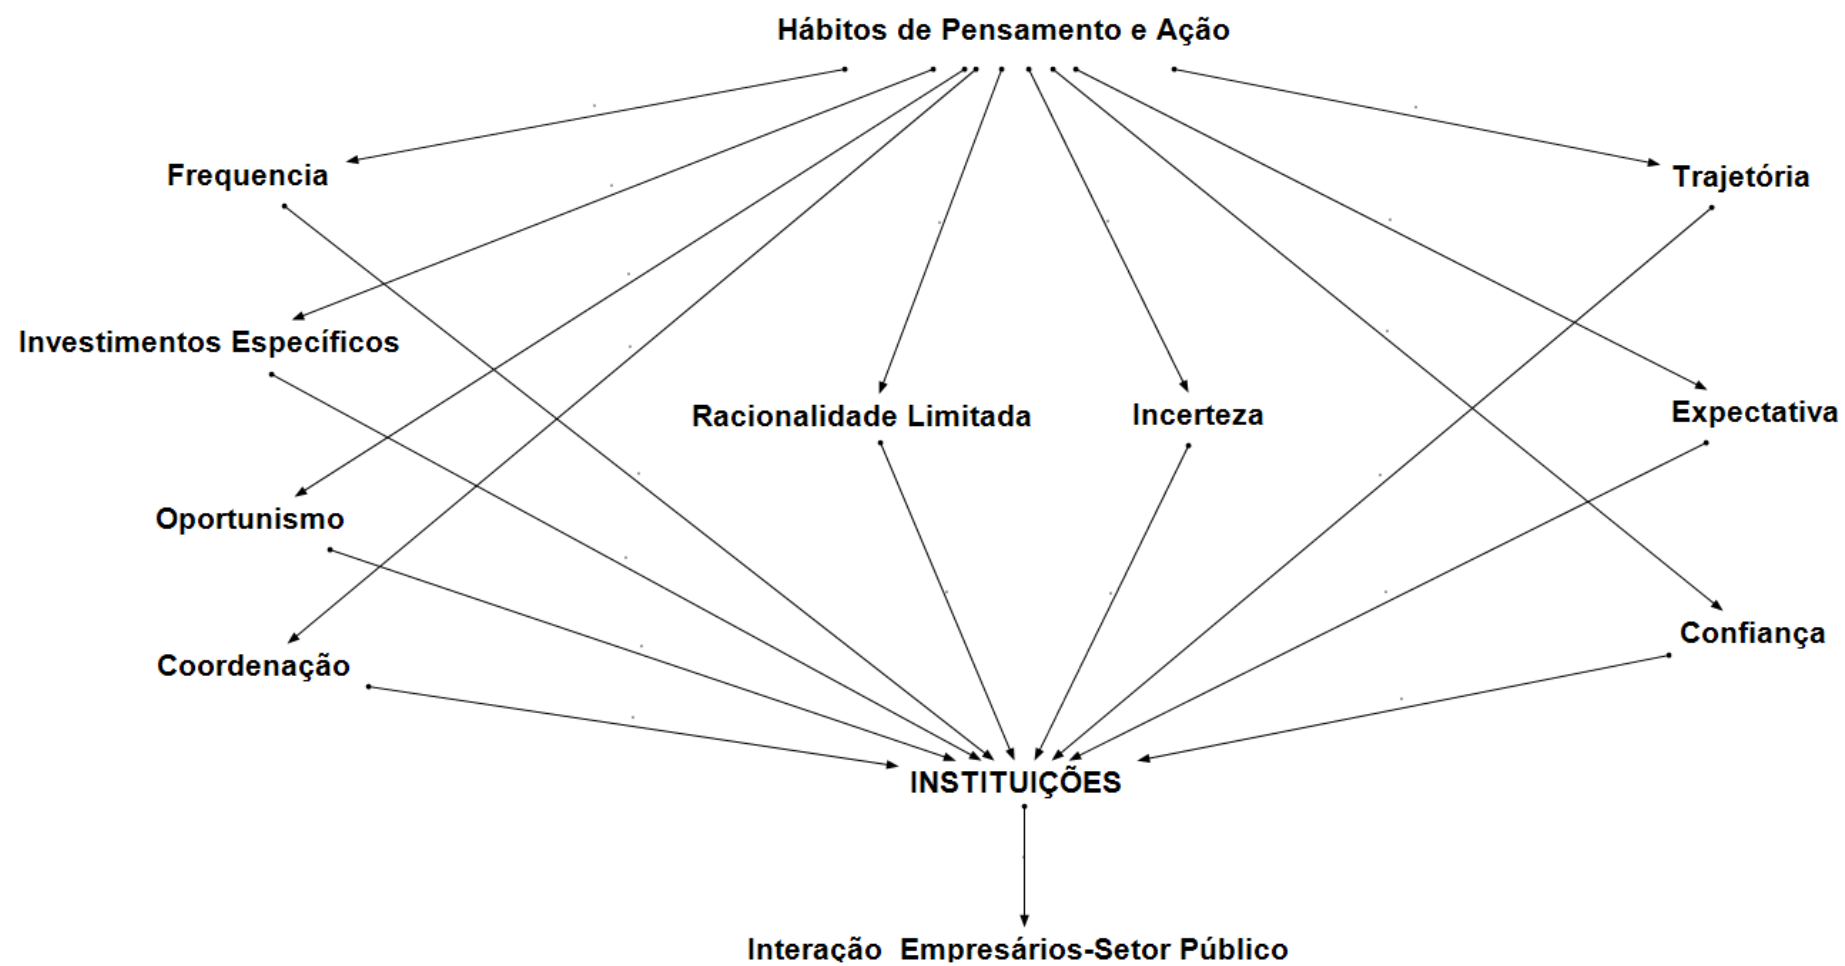 Hábitos de Pensamento e Ação
Frequencia
Trajetória
Investimentos Específicos
Racionalidade Limitada
Incerteza
Expectativa
Oportunismo
Confiança
Coordenação
INSTITUIÇÕES
Interação Empresários-Setor Público